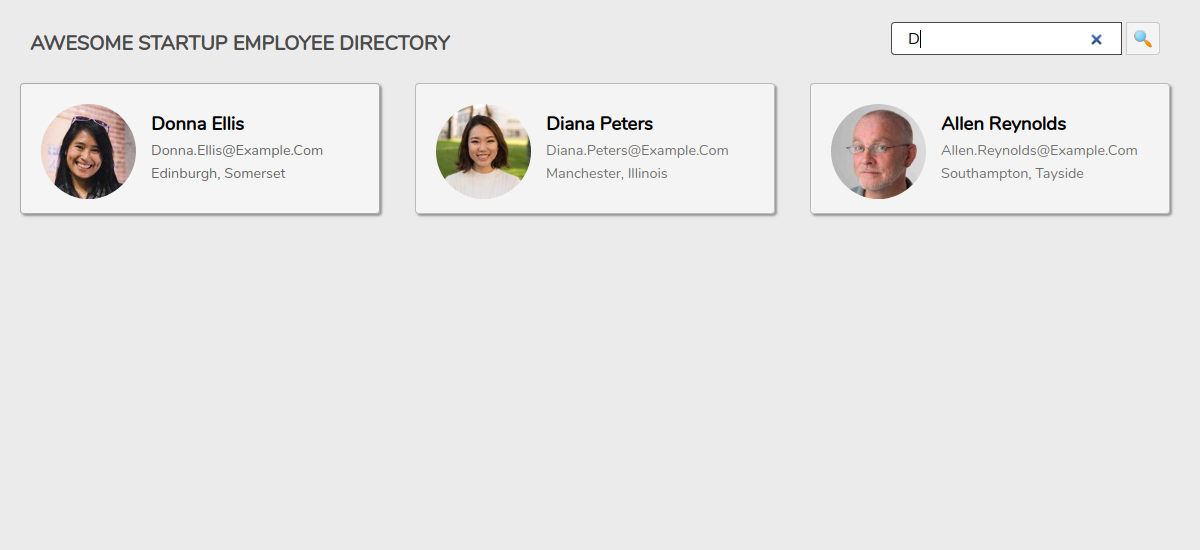 AWESOME STARTUP EMPLOYEE DIRECTORY
D
Donna Ellis
Donna.Ellis@Example.Com
Edinburgh, Somerset
Diana Peters
Diana.Peters@Example.Com
Manchester, Illinois
Allen Reynolds
Allen.Reynolds@Example.Com
Southampton, Tayside